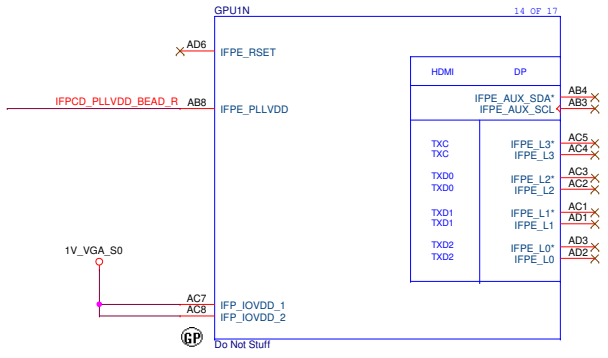 GPU1N 14 OF 17
AD6 IFPE_RSET
HDMI DP
IFPCD_PLLVDD_BEAD_R AB8 IFPE_PLLVDD
IFPE_AUX_SDA* AB4
IFPE_AUX_SCL AB3
TXC IFPE_L3* AC5
TXC IFPE_L3 AC4
TXD0 IFPE_L2* AC3
TXD0 IFPE_L2 AC2
TXD1 IFPE_L1* AC1
TXD1 IFPE_L1 AD1
TXD2 IFPE_L0* AD3
TXD2 IFPE_L0 AD2
1V_VGA_S0
AC7 IFP_IOVDD_1
AC8 IFP_IOVDD_2
GP
Do Not Stuff